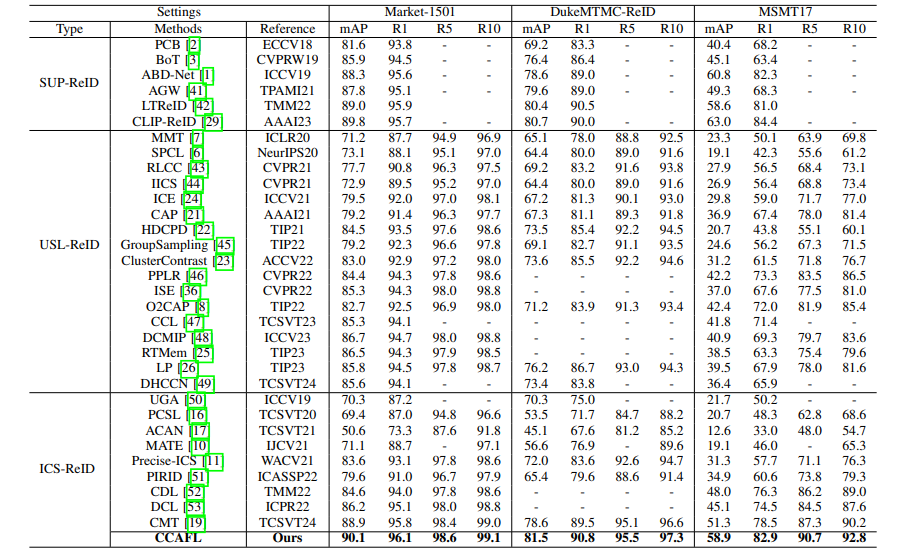 Settings Market-1501 DukeMTMC-ReID MSMT17
Type Methods Reference mAP R1 R5 R10 mAP R1 R5 R10 mAP R1 R5 R10
SUP-ReID
PCB [2] ECCV18 81.6 93.8 - - 69.2 83.3 - - 40.4 68.2
BoT [3] CVPRW19 85.9 94.5 - - 76.4 86.4 - - 45.1 63.4
ABD-Net [1] ICCV19 88.3 95.6 - - 78.6 89.0 - - 60.8 82.3
AGW [41] TPAMI21 87.8 95.1 - - 79.6 89.0 - - 49.3 68.3
LTReID [42] TMM22 89.0 95.9 - - 80.4 90.5 - - 58.6 81.0
CLIP-ReID [29] AAAI23 89.8 95.7 - - 80.7 90.0 - - 63.0 84.4
USL-ReID
MMT [7] ICLR20 71.2 87.7 94.9 96.9 65.1 78.0 88.8 92.5 23.3 50.1 63.9 69.8
SPCL [6] NeurIPS20 73.1 88.1 95.1 97.0 64.4 80.0 89.0 91.6 19.1 42.3 55.6 61.2
RLCC [43] CVPR21 77.7 90.8 96.3 97.5 69.2 83.2 91.6 93.8 27.9 56.5 68.4 73.1
IICS [44] CVPR21 72.9 89.5 95.2 97.0 64.4 80.0 89.0 91.6 26.9 56.4 68.8 73.4
ICE [24] ICCV21 79.5 92.0 97.0 98.1 67.2 81.3 90.1 93.0 29.8 59.0 71.7 77.0
CAP [21] AAAI21 79.2 91.4 96.3 97.7 67.3 81.1 89.3 91.8 36.9 67.4 78.0 81.4
HDCPD [22] TIP21 84.5 93.5 97.6 98.6 73.5 85.4 92.2 94.5 20.7 43.8 55.1 60.1
GroupSampling [45] TIP22 79.2 92.3 96.6 97.8 69.1 82.7 91.1 93.5 24.6 56.2 67.3 71.5
ClusterContrast [23] ACCV22 83.0 92.9 97.2 98.0 73.6 85.5 92.2 94.6 31.2 61.5 71.8 76.7
PPLR [46] CVPR22 84.4 94.3 97.8 98.6 - - - - 42.2 73.3 83.5 86.5
ISE [36] CVPR22 85.3 94.3 98.0 98.8 - - - - 37.0 67.6 77.5 81.0
O2CAP [8] TIP22 82.7 92.5 96.9 98.0 71.2 83.9 91.3 93.4 42.4 72.0 81.9 85.4
CCL [47] TCSVT23 85.3 94.1 - - - - - - 41.8 71.4 - -
DCMIP [48] ICCV23 86.7 94.7 98.0 98.8 - - - - 40.9 69.3 79.7 83.6
RTMem [25] TIP23 86.5 94.3 97.9 98.5 - - - - 38.5 63.3 75.4 79.6
LP [26] TIP23 85.8 94.5 97.8 98.7 76.2 86.7 93.0 94.3 39.5 67.9 78.0 81.6
DHCCN [49] TCSVT24 85.6 94.1 - - 73.4 83.8 - - 36.4 65.9 - -
ICS-ReID
UGA [50] ICCV19 70.3 87.2 - - 70.3 75.0 - - 21.7 50.2 - -
PCSL [16] TCSVT20 69.4 87.0 94.8 96.6 53.5 71.7 84.7 88.2 20.7 48.3 62.8 68.6
ACAN [17] TCSVT21 50.6 73.3 87.6 91.8 45.1 67.6 81.2 85.2 12.6 33.0 48.0 54.7
MATE [10] IJCV21 71.1 88.7 - 97.1 56.6 76.9 - 89.6 19.1 46.0 - 65.3
Precise-ICS [11] WACV21 83.6 93.1 97.8 98.6 72.0 83.6 92.6 94.7 31.3 57.7 71.1 76.3
PIRID [51] ICASSP22 79.6 91.0 96.7 97.9 65.4 79.6 88.6 91.4 34.9 60.6 73.8 79.3
CDL [52] TMM22 84.6 94.0 97.8 98.6 - - - - 48.0 76.3 86.2 89.0
DCL [53] ICPR22 86.2 95.1 98.0 98.8 - - - - 45.1 74.5 84.5 87.6
CMT [19] TCSVT24 88.9 95.8 98.4 99.0 78.6 89.5 95.1 96.6 51.3 78.5 87.3 90.2
CCAFL Ours 90.1 96.1 98.6 99.1 81.5 90.8 95.5 97.3 58.9 82.9 90.7 92.8